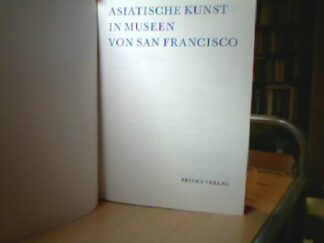 ASIATISCHE KUNST
IN MUSEEN
VON SAN FRANCISCO
PRISMA VERLAG